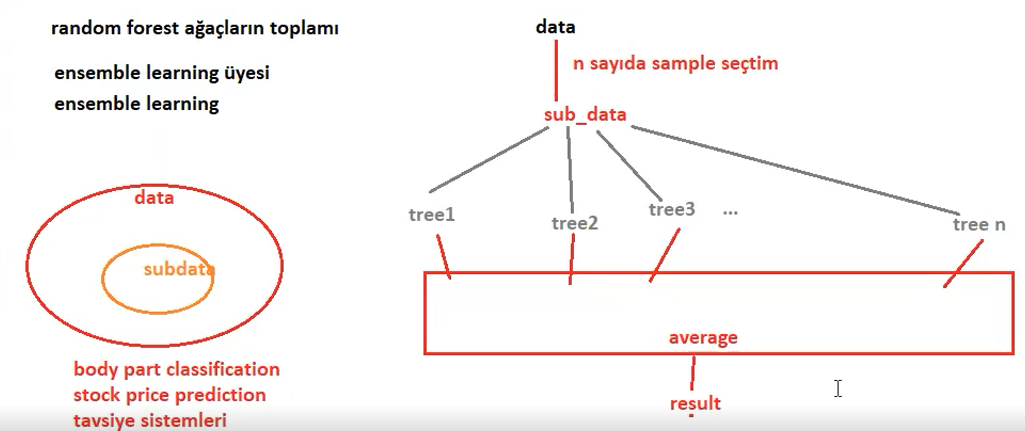 random forest ağaçların toplamı
ensemble learning üyesi
ensemble learning
data
subdata
body part classification
stock price prediction
tavsiye sistemleri
data
n sayıda sample seçtim
sub_data
tree1
tree2
tree3
...
tree n
average
result